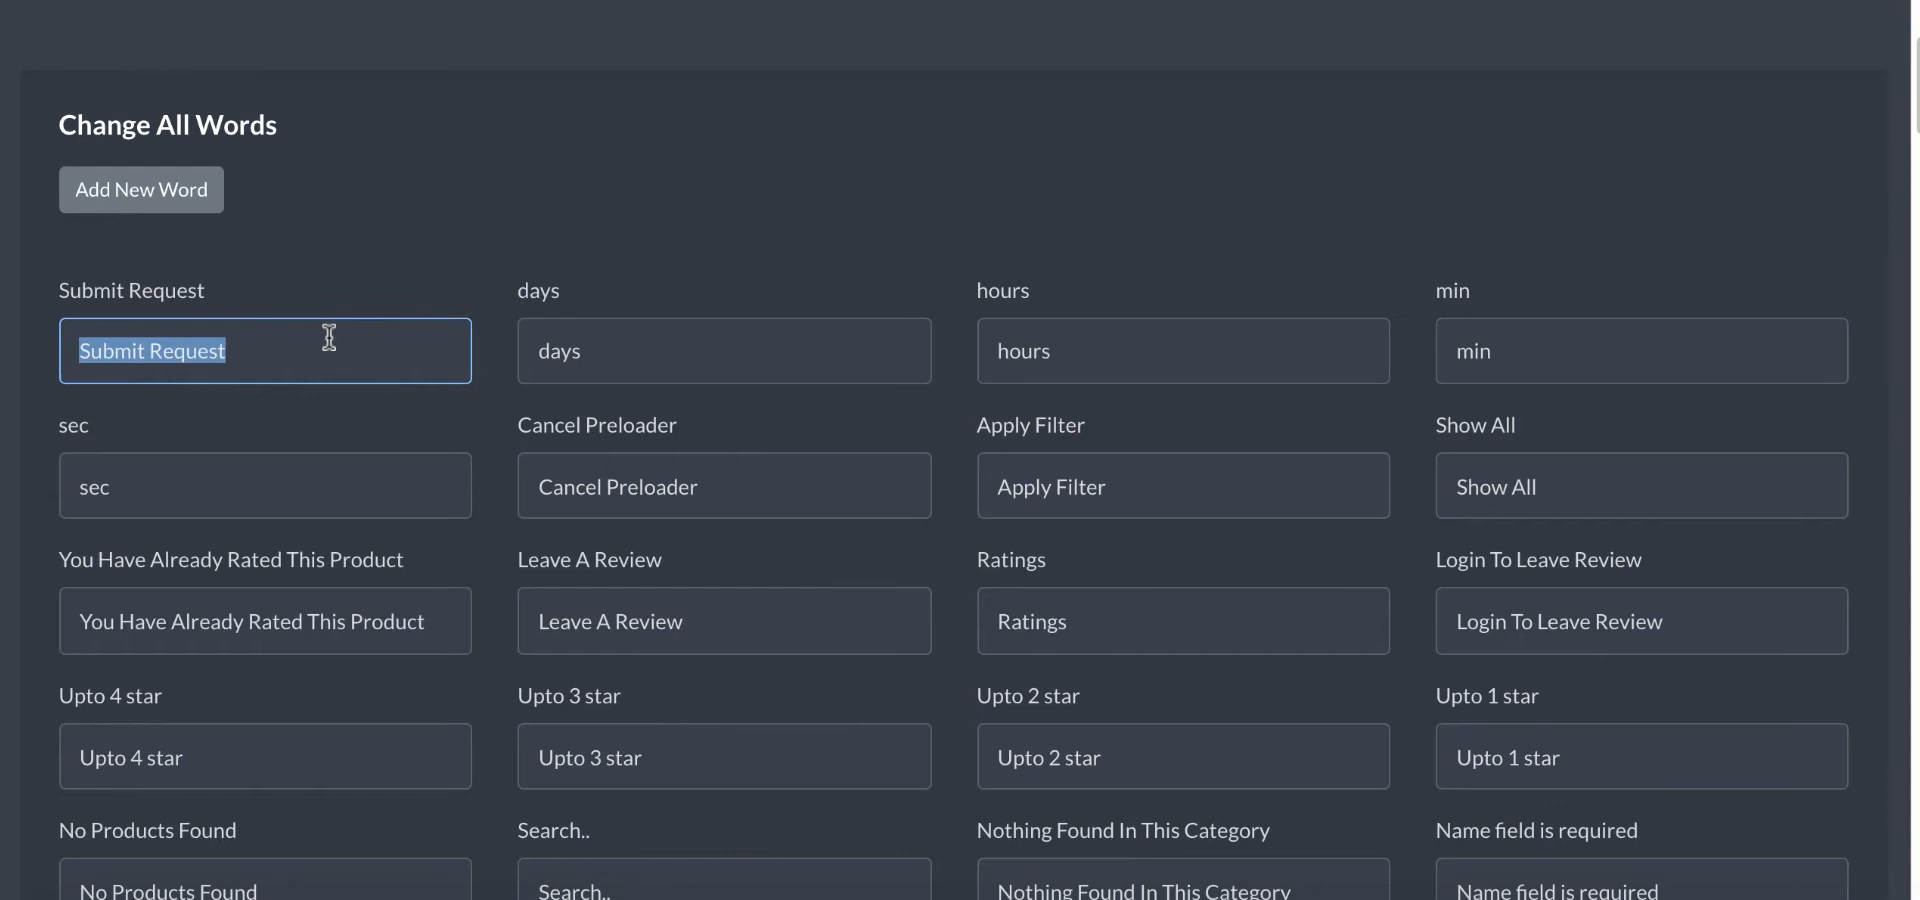 Change All Words
Add New Word
Submit Request
days
hours
min
Submit Request
days
hours
min
sec
Cancel Preloader
Apply Filter
Show All
sec
Cancel Preloader
Apply Filter
Show All
You Have Already Rated This Product
Leave A Review
Ratings
Login To Leave Review
You Have Already Rated This Product
Leave A Review
Ratings
Login To Leave Review
Upto 4 star
Upto 3 star
Upto 2 star
Upto 1 star
Upto 4 star
Upto 3 star
Upto 2 star
Upto 1 star
No Products Found
Search..
Nothing Found In This Category
Name field is required
No Products Found
Search..
Nothing Found In This Category
Name field is required